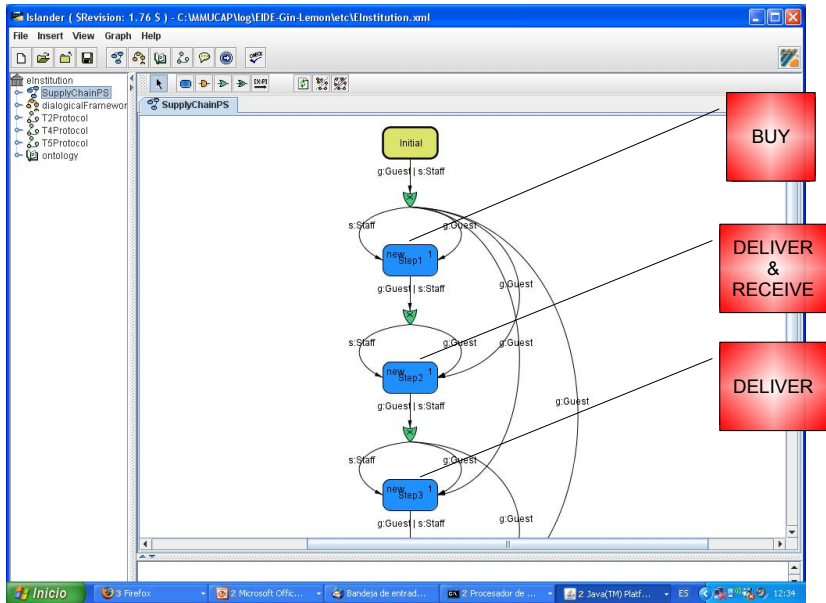 Islander ( $Revision: 1.76 $ ) - C:\MMUCAP\log\EIDE-Gin-Lemon\etc\EInstitution.xml
File Insert View Graph Help
eInstitution
SupplyChainPS
dialogicalFramewor
T2Protocol
T4Protocol
T5Protocol
ontology
[X-P]
SupplyChainPS
Initial
g:Guest | s:Staff
s:Staff
g:Guest
new 1
Step1
g:Guest | s:Staff
g:Guest
s:Staff
g:Guest
g:Guest
new 1
Step2
g:Guest | s:Staff
g:Guest
s:Staff
g:Guest
new 1
Step3
g:Guest | s:Staff
g:Guest
BUY
DELIVER
&
RECEIVE
DELIVER
Inicio
3 Firefox
2 Microsoft Offic...
Bandeja de entrad...
2 Procesador de ...
2 Java(TM) Platf...
ES
12:34